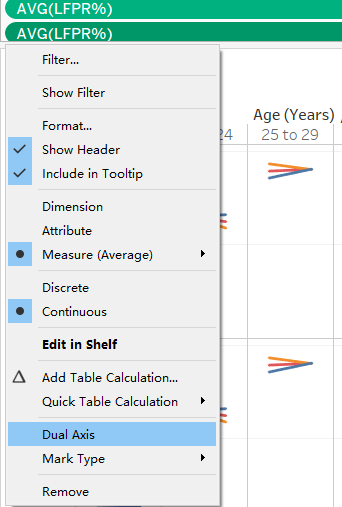 AVG(LFPR%)
AVG(LFPR%)
Filter...
Show Filter
Format...
Show Header
Include in Tooltip
Dimension
Attribute
Measure (Average)
Discrete
Continuous
Edit in Shelf
Add Table Calculation...
Quick Table Calculation
Dual Axis
Mark Type
Remove
Age (Years)
24 25 to 29